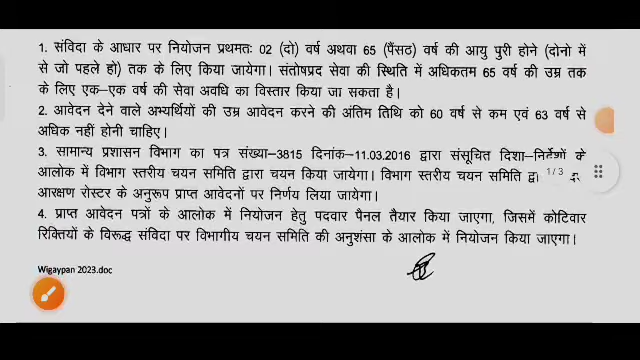 1. संविदा के आधार पर नियोजन प्रथमतः 02 (दो) वर्ष अथवा 65 (पैंसठ) वर्ष की आयु पुरी होने (दोनो में
से जो पहले हो) तक के लिए किया जायेगा। संतोषप्रद सेवा की स्थिति में अधिकतम 65 वर्ष की उम्र तक
के लिए एक–एक वर्ष की सेवा अवधि का विस्तार किया जा सकता है।
2. आवेदन देने वाले अभ्यर्थियों की उम्र आवेदन करने की अंतिम तिथि को 60 वर्ष से कम एवं 63 वर्ष से
अधिक नहीं होनी चाहिए।
3. सामान्य प्रशासन विभाग का पत्र संख्या–3815 दिनांक–11.03.2016 द्वारा संसूचित दिशा–निर्देशों के
आलोक में विभाग स्तरीय चयन समिति द्वारा चयन किया जायेगा। विभाग स्तरीय चयन समिति
1/3
आरक्षण रोस्टर के अनुरूप प्राप्त आवेदनों पर निर्णय लिया जायेगा।
4. प्राप्त आवेदन पत्रों के आलोक में नियोजन हेतु पदवार पैनल तैयार किया जाएगा, जिसमें कोटिवार
रिक्तियों के विरूद्ध संविदा पर विभागीय चयन समिति की अनुशंसा के आलोक में नियोजन किया जाएगा।
Wigaypan 2023.doc